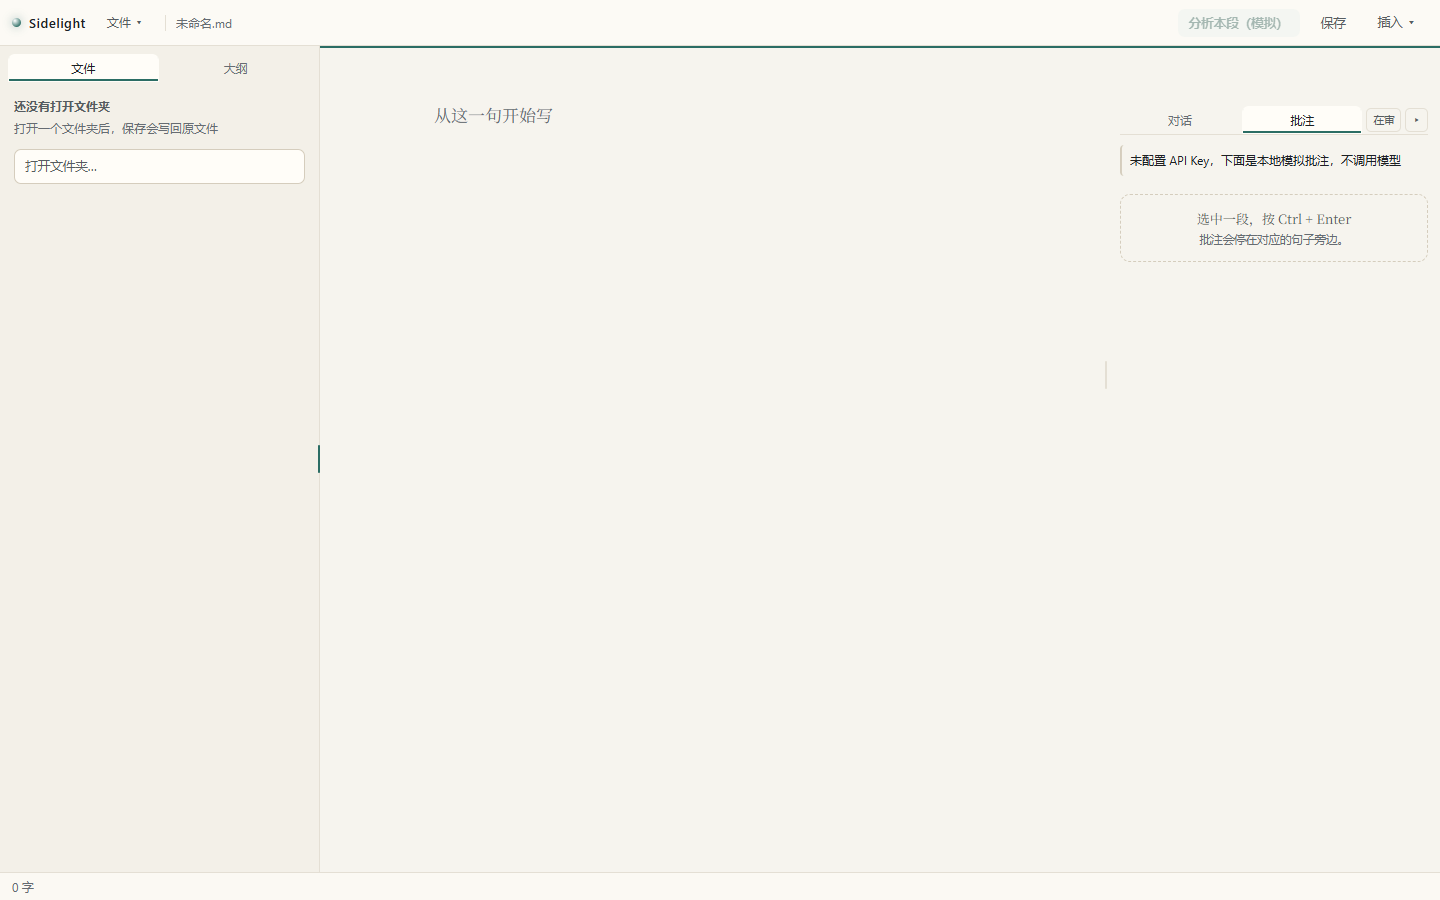 Sidelight 文件 未命名.md 分析本段（模拟） 保存 插入
文件 大纲
还没有打开文件夹
打开一个文件夹后，保存会写回原文件
打开文件夹...
从这一句开始写
对话 批注 在审
未配置 API Key，下面是本地模拟批注，不调用模型
选中一段，按 Ctrl + Enter
批注会停在对应的句子旁边。
0 字